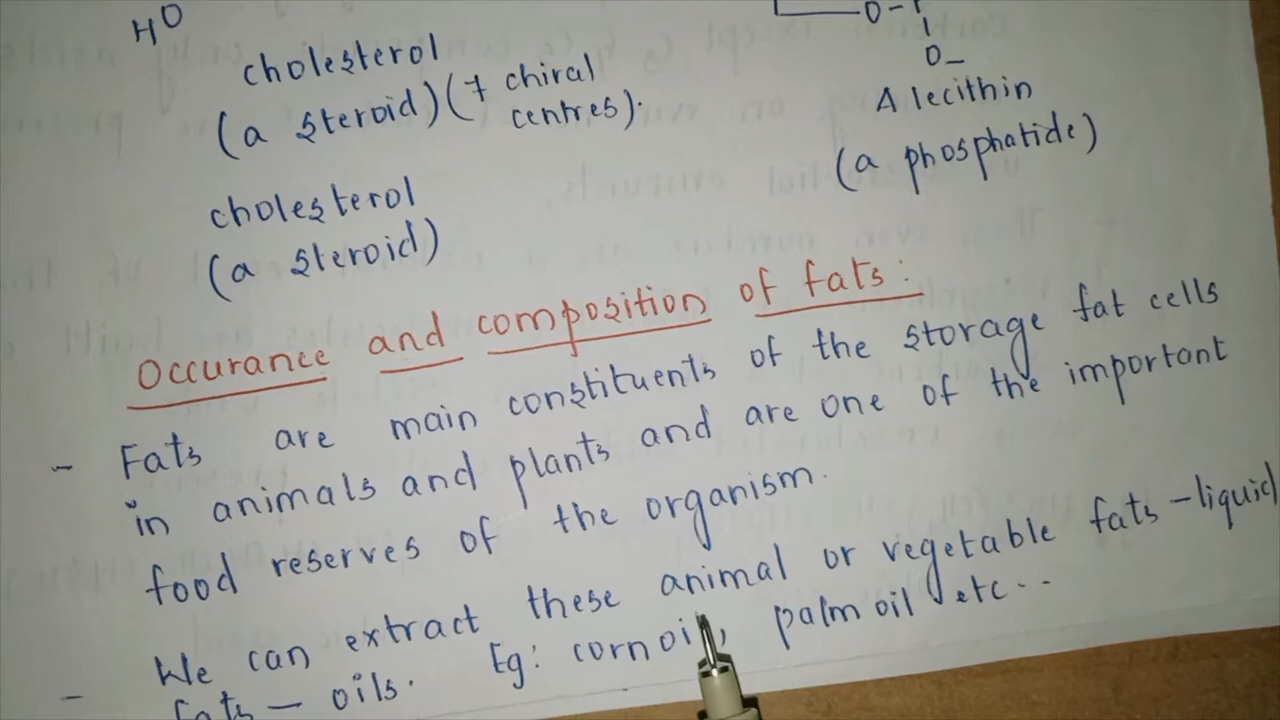 HO
O-P
O-
cholesterol
(a steroid) (7 chiral centres).
A lecithin
(a phosphatide)
cholesterol
(a steroid)
Occurance and composition of fats:
- Fats are main constituents of the storage fat cells
in animals and plants and are one of the important
food reserves of the organism.
- We can extract these animal or vegetable fats - liquid
fats - oils. Eg: corn oil, palm oil etc...